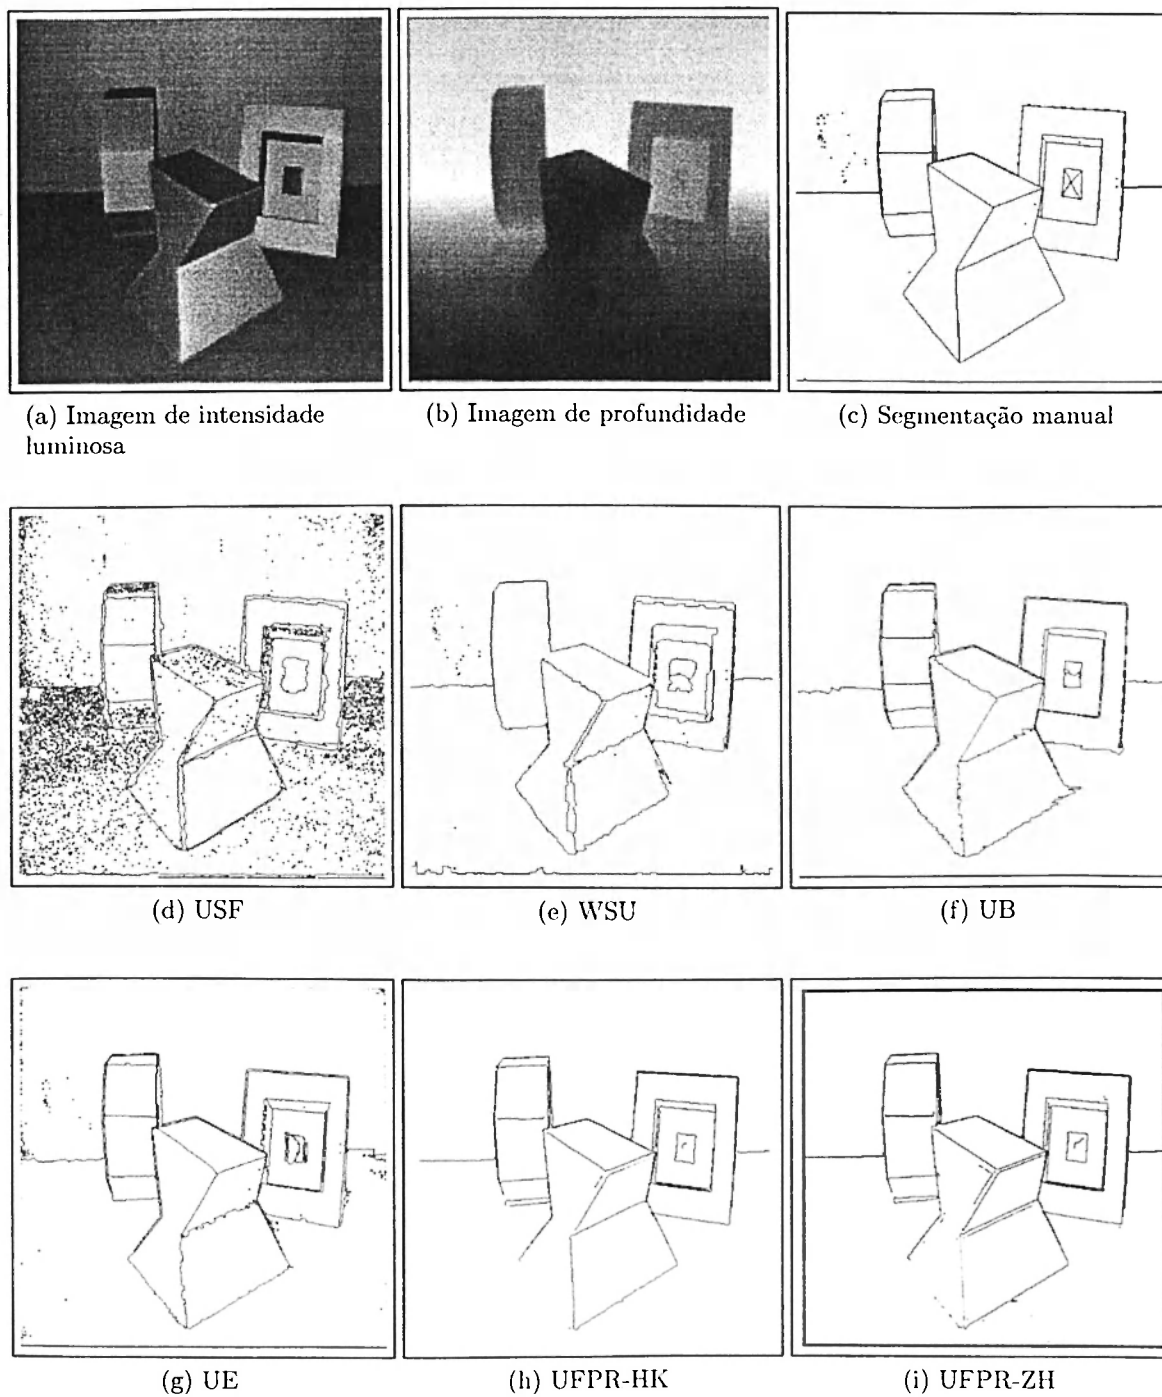 (a) Imagem de intensidade
luminosa
(b) Imagem de profundidade
(c) Segmentação manual
(d) USF
(e) WSU
(f) UB
(g) UE
(h) UFPR-HK
(i) UFPR-ZH